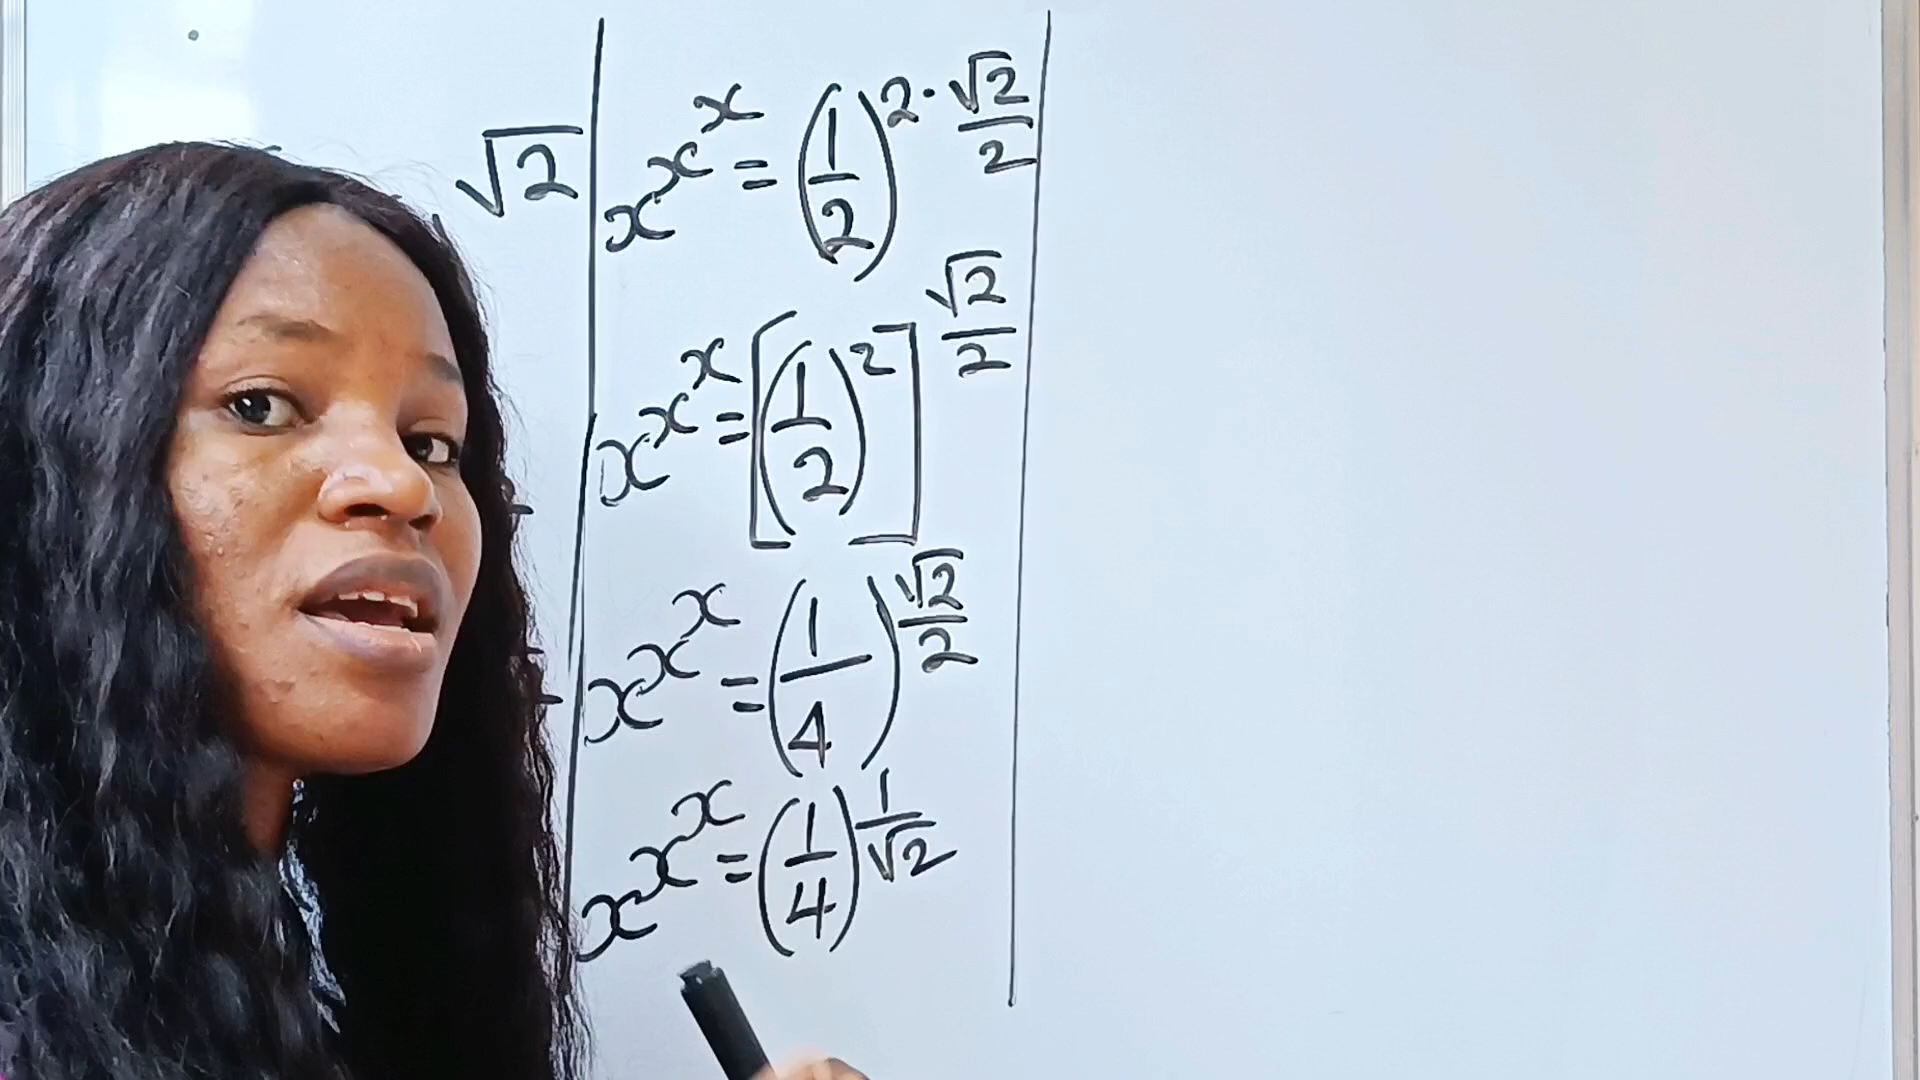 √2
x^x^x = (1/2)^(2·√2/2)
x^x^x = [(1/2)^2]^(√2/2)
x^x^x = (1/4)^(√2/2)
x^x^x = (1/4)^(1/√2)